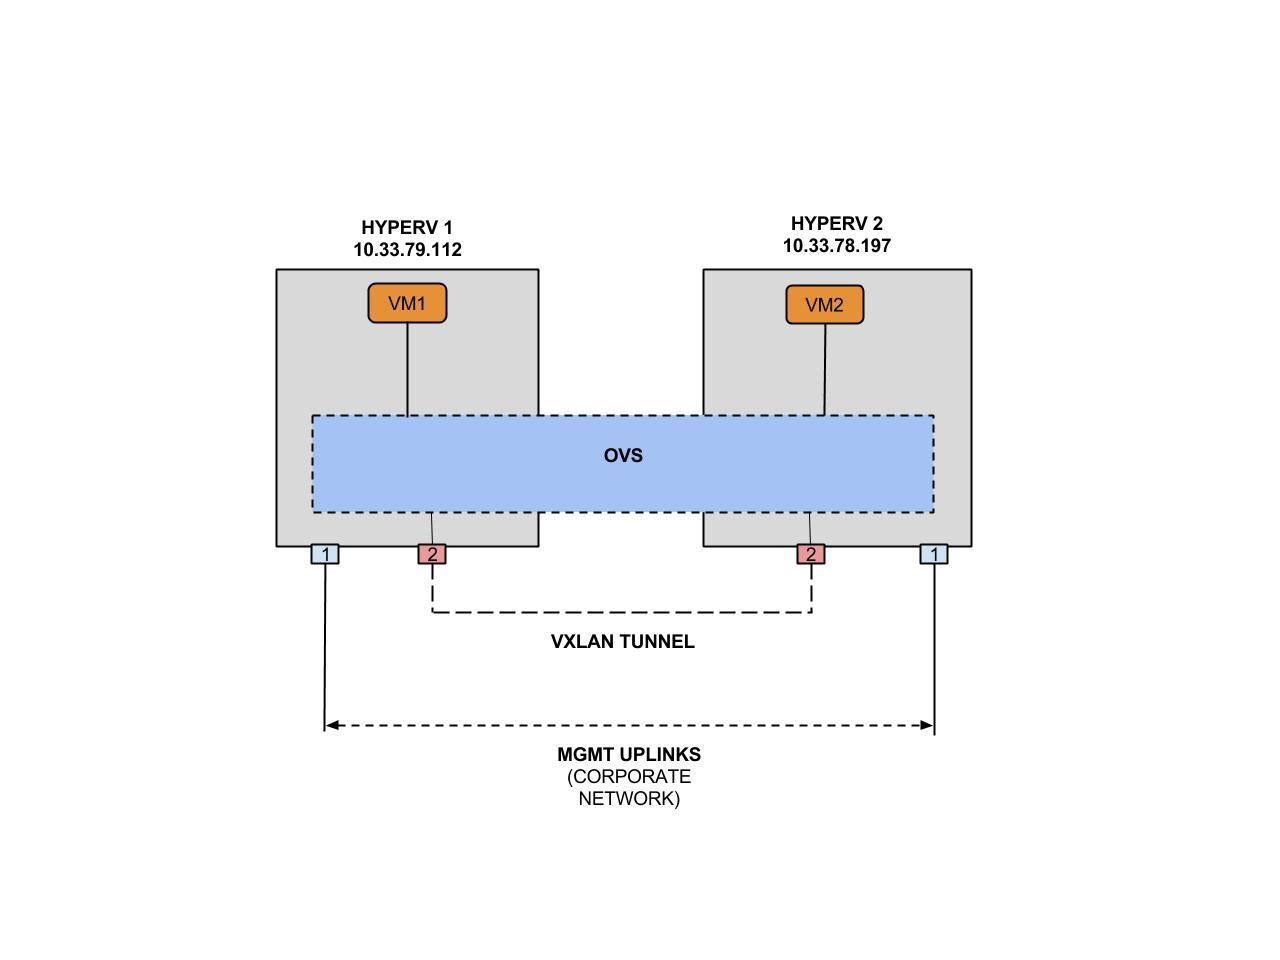 HYPERV 1
10.33.79.112
HYPERV 2
10.33.78.197
VM1
VM2
OVS
1
2
2
1
VXLAN TUNNEL
MGMT UPLINKS
(CORPORATE
NETWORK)